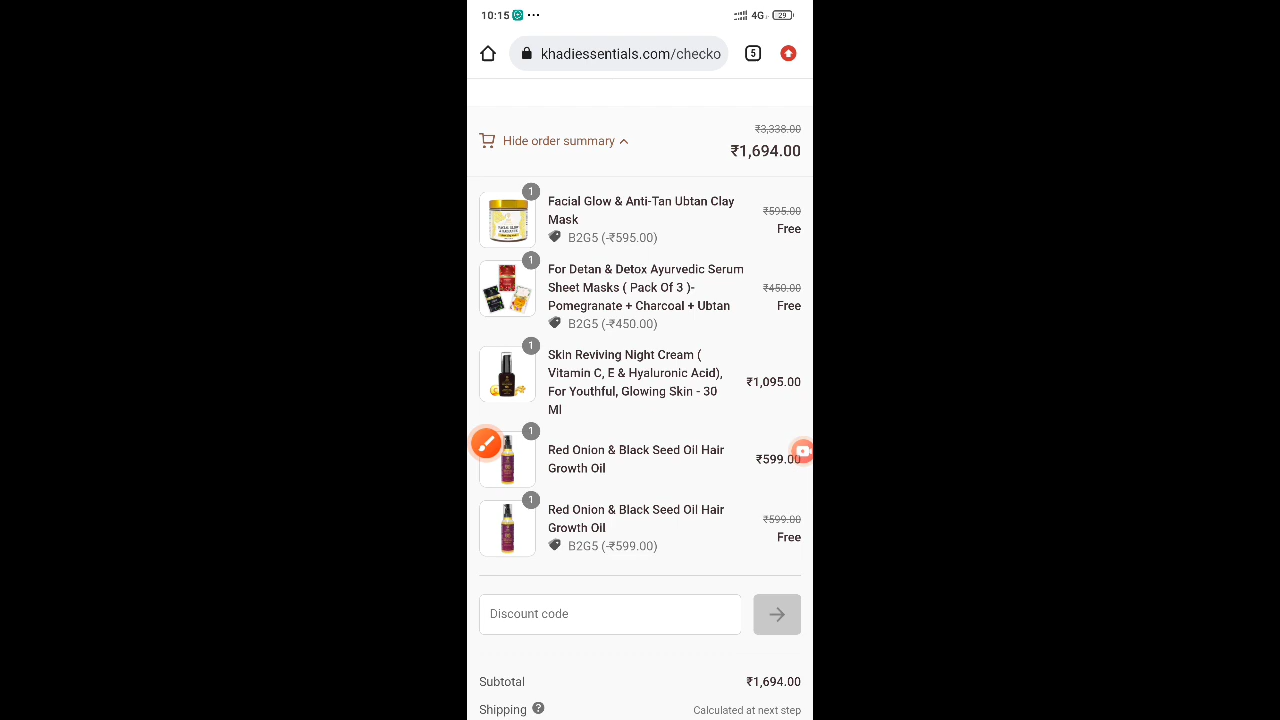 10:15
4G
29
khadiessentials.com/checko
5
₹3,338.00
Hide order summary
₹1,694.00
1
Facial Glow & Anti-Tan Ubtan Clay
Mask
₹595.00
Free
B2G5 (-₹595.00)
1
For Detan & Detox Ayurvedic Serum
Sheet Masks ( Pack Of 3 )-
Pomegranate + Charcoal + Ubtan
₹450.00
Free
B2G5 (-₹450.00)
1
Skin Reviving Night Cream (
Vitamin C, E & Hyaluronic Acid),
For Youthful, Glowing Skin - 30
Ml
₹1,095.00
1
Red Onion & Black Seed Oil Hair
Growth Oil
₹599.00
1
Red Onion & Black Seed Oil Hair
Growth Oil
₹599.00
Free
B2G5 (-₹599.00)
Discount code
Subtotal ₹1,694.00
Shipping ? Calculated at next step